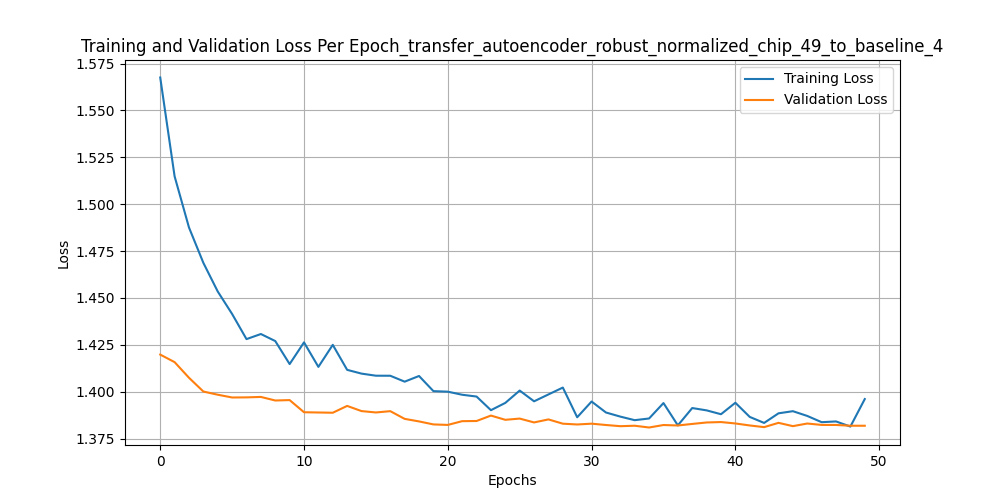 Training and Validation Loss Per Epoch_transfer_autoencoder_robust_normalized_chip_49_to_baseline_4
1.575
1.550
1.525
1.500
1.475
1.450
1.425
1.400
1.375
Loss
Training Loss
Validation Loss
0 10 20 30 40 50
Epochs